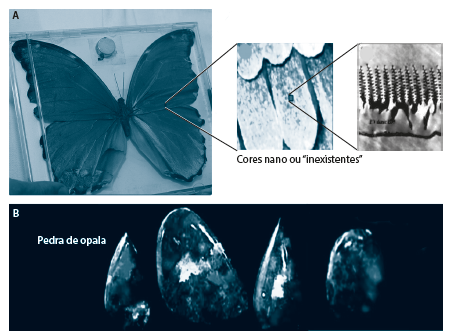 A
Cores nano ou “inexistentes”
B
Pedra de opala